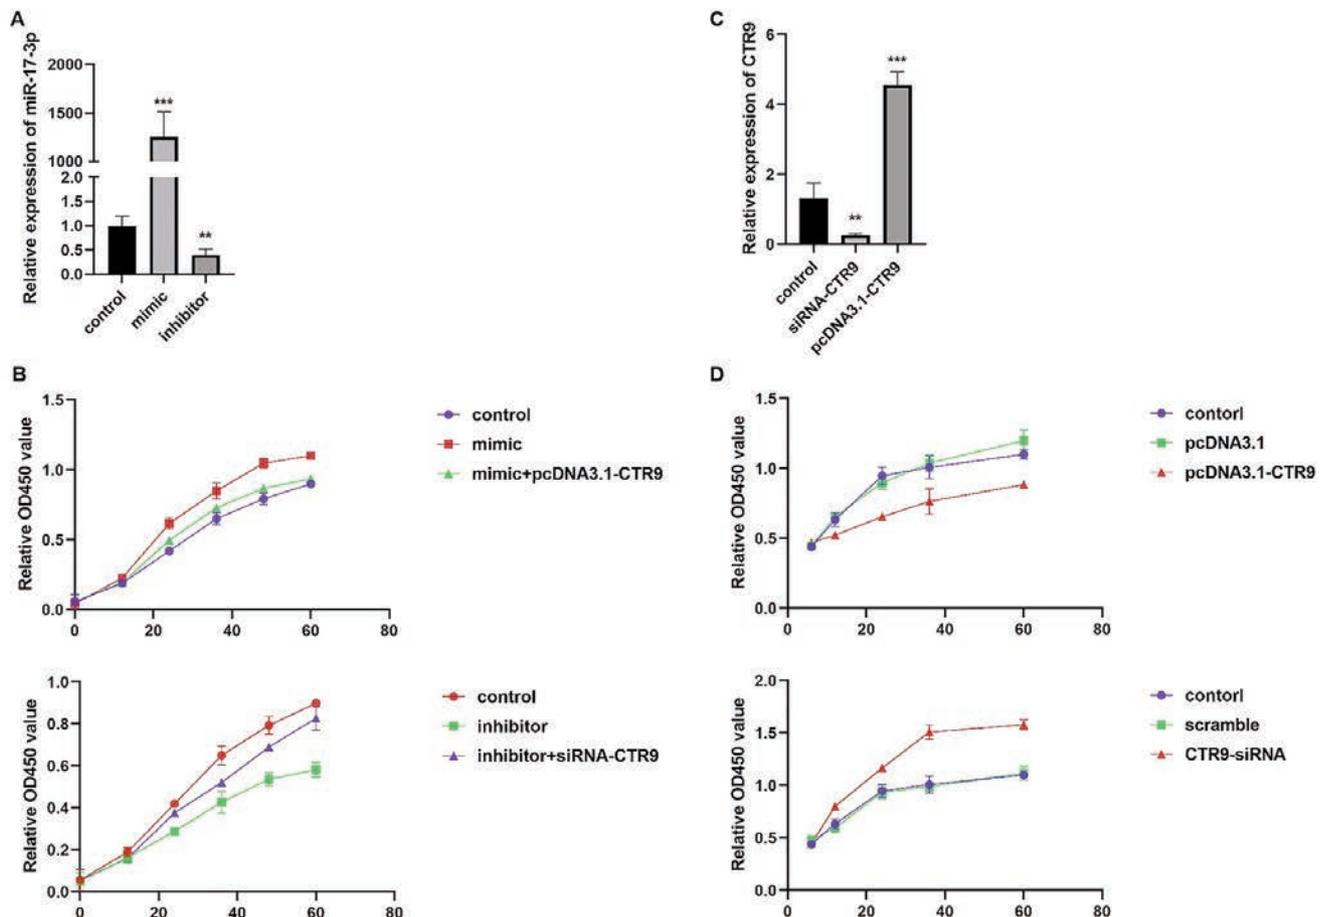 A
Relative expression of miR-17-3p
2000
1500
1000
2.0
1.5
1.0
0.5
0.0
***
**
control
mimic
inhibitor
C
Relative expression of CTR9
6
4
2
0
**
***
control
siRNA-CTR9
pcDNA3.1-CTR9
B
Relative OD450 value
1.5
1.0
0.5
0.0
0 20 40 60 80
control
mimic
mimic+pcDNA3.1-CTR9
Relative OD450 value
1.0
0.8
0.6
0.4
0.2
0.0
0 20 40 60 80
control
inhibitor
inhibitor+siRNA-CTR9
D
Relative OD450 value
1.5
1.0
0.5
0.0
0 20 40 60 80
contorl
pcDNA3.1
pcDNA3.1-CTR9
Relative OD450 value
2.0
1.5
1.0
0.5
0.0
0 20 40 60 80
contorl
scramble
CTR9-siRNA